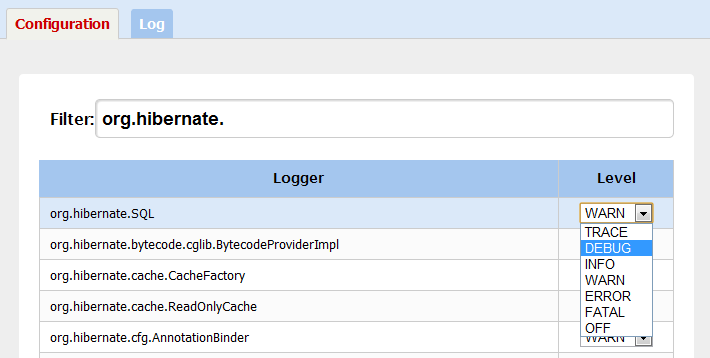 Configuration Log
Filter: org.hibernate.
Logger Level
org.hibernate.SQL WARN
TRACE
org.hibernate.bytecode.cglib.BytecodeProviderImpl DEBUG
INFO
org.hibernate.cache.CacheFactory WARN
ERROR
org.hibernate.cache.ReadOnlyCache FATAL
OFF
org.hibernate.cfg.AnnotationBinder WARN